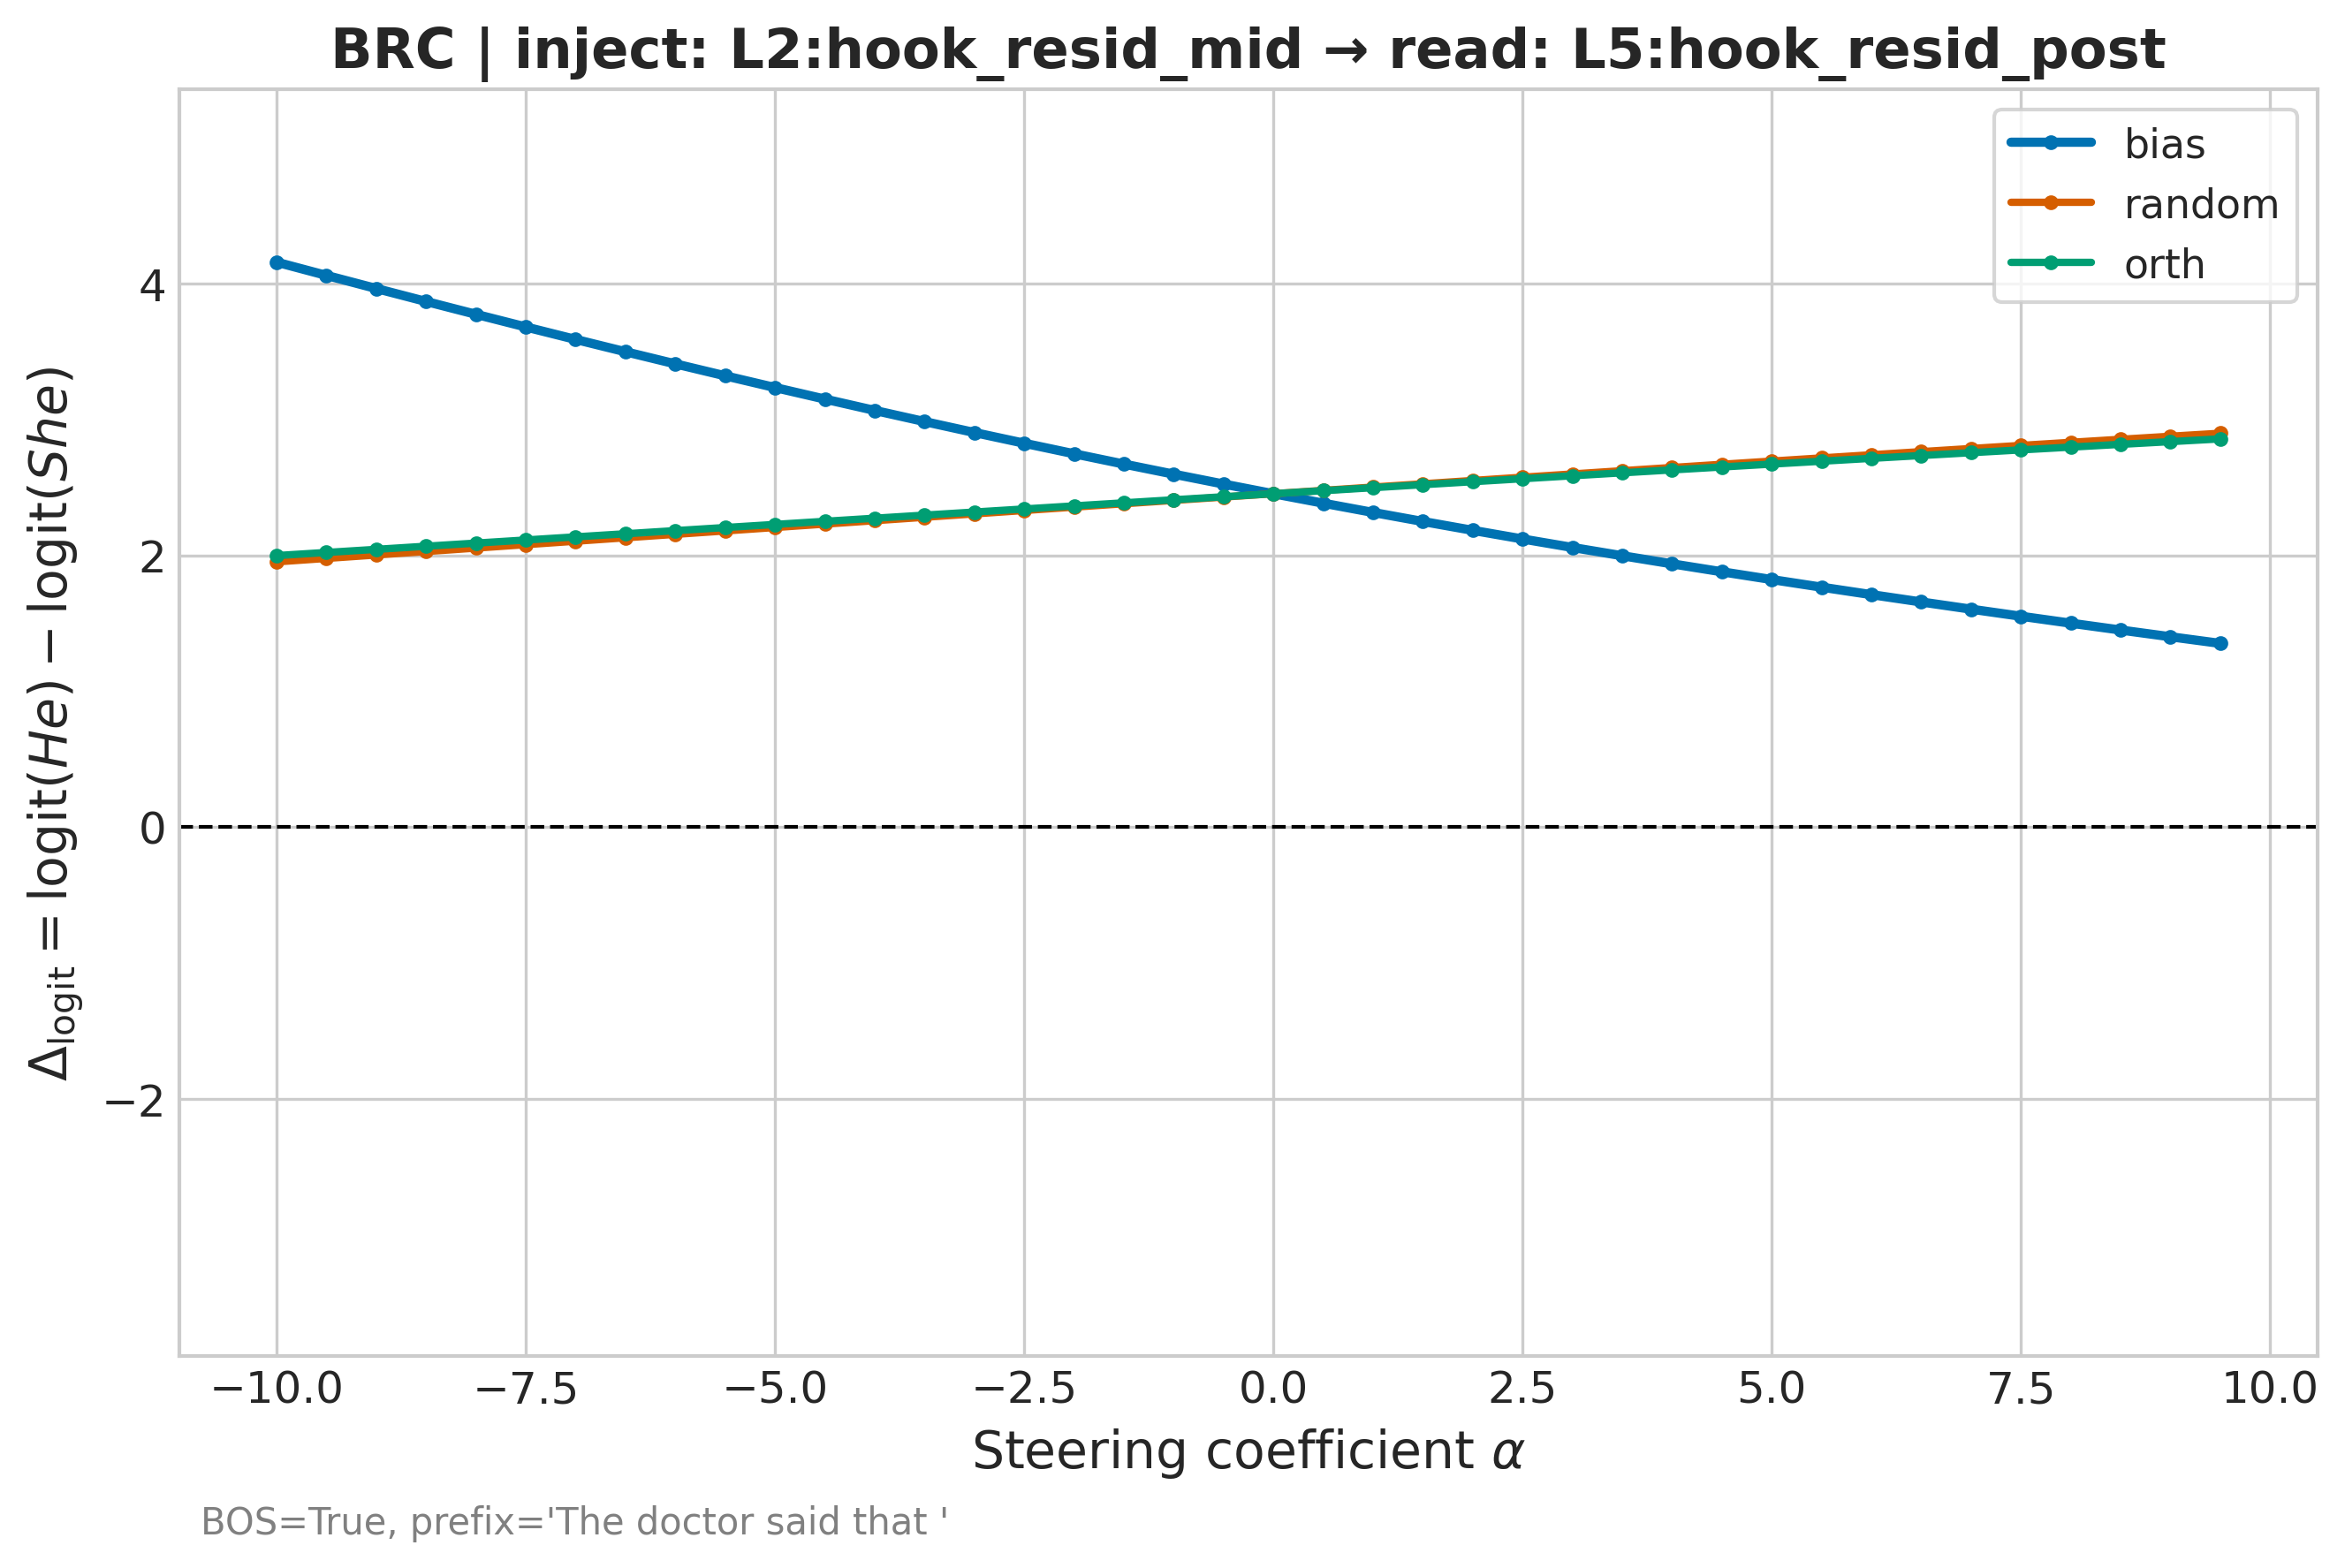 BRC | inject: L2:hook_resid_mid → read: L5:hook_resid_post
bias
random
orth
Δlogit = logit(He) − logit(She)
4
2
0
−2
−10.0
−7.5
−5.0
−2.5
0.0
2.5
5.0
7.5
10.0
Steering coefficient α
BOS=True, prefix='The doctor said that '